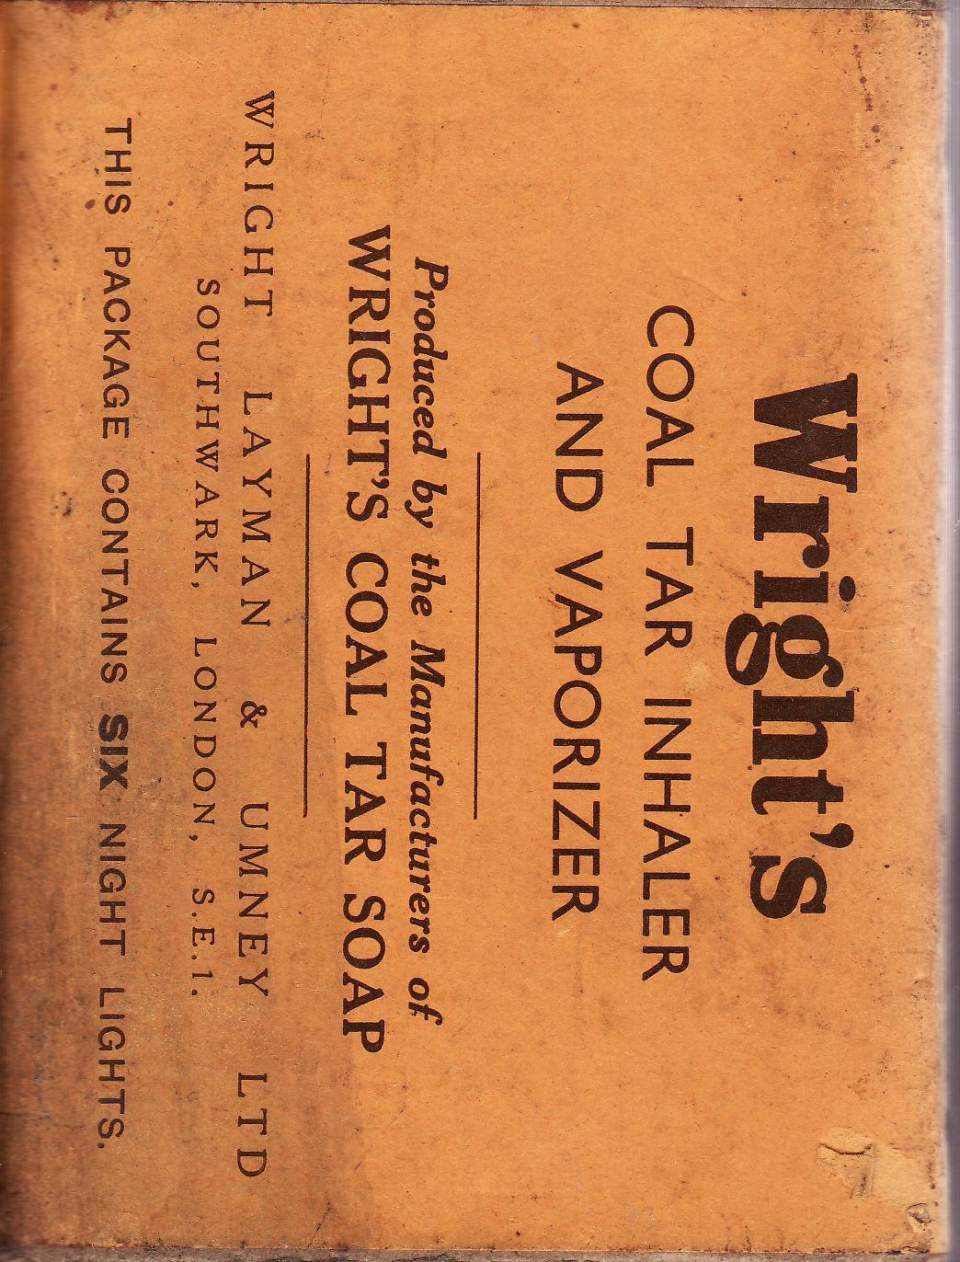 Wright's
COAL TAR INHALER
AND VAPORIZER
Produced by the Manufacturers of
WRIGHT'S COAL TAR SOAP
WRIGHT LAYMAN & UMNEY LTD
SOUTHWARK, LONDON, S.E.1.
THIS PACKAGE CONTAINS SIX NIGHT LIGHTS.